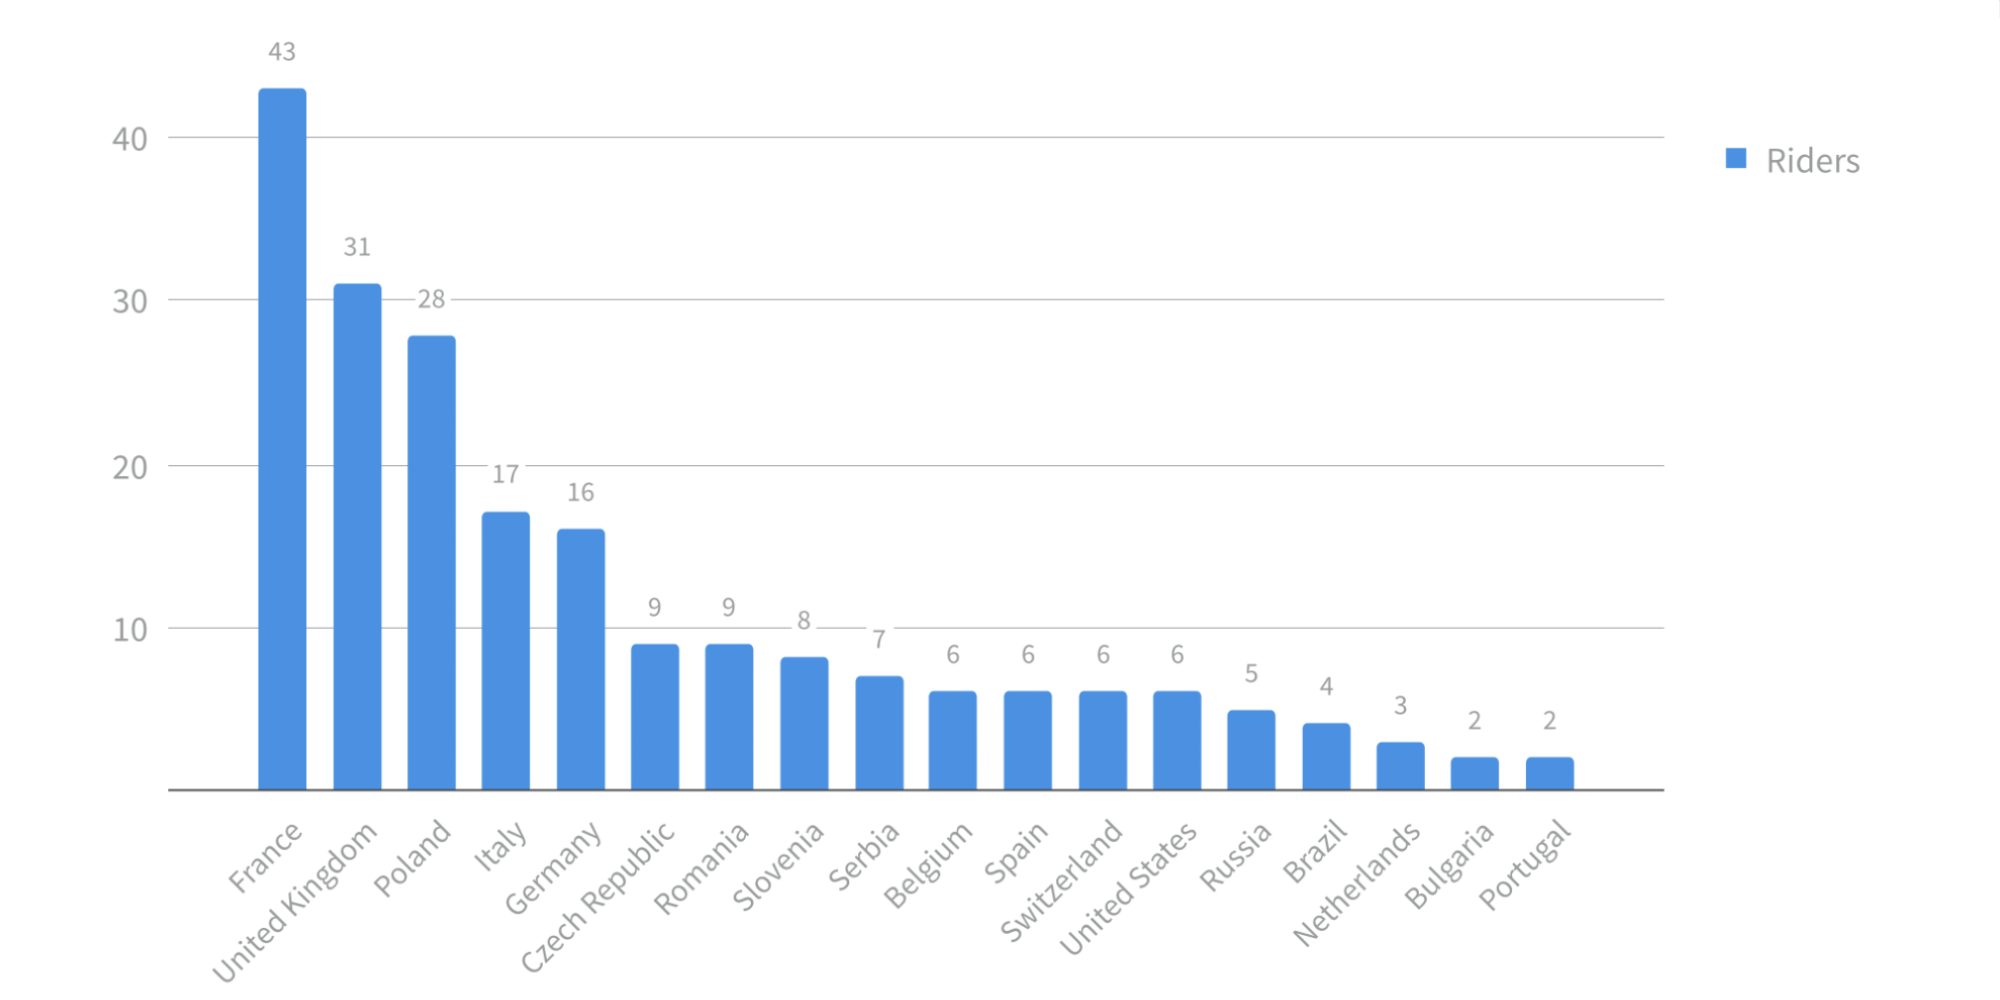 43
40
Riders
31
30
28
20
17
16
10
9
9
8
7
6
6
6
6
5
4
3
2
2
France
United Kingdom
Poland
Italy
Germany
Czech Republic
Romania
Slovenia
Serbia
Belgium
Spain
Switzerland
United States
Russia
Brazil
Netherlands
Bulgaria
Portugal